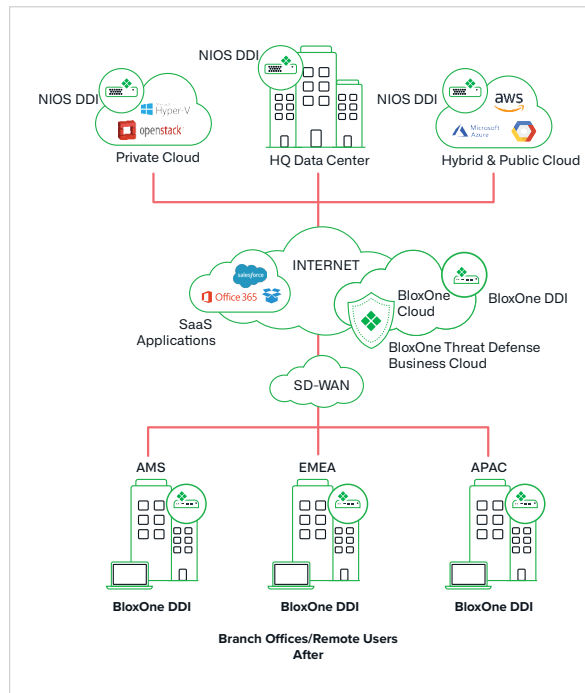 NIOS DDI
NIOS DDI
NIOS DDI
Microsoft
Hyper-V
openstack.
aws
Microsoft
Azure
Private Cloud
HQ Data Center
Hybrid & Public Cloud
INTERNET
salesforce
Office 365
SaaS
Applications
BloxOne
Cloud
BloxOne DDI
BloxOne Threat Defense
Business Cloud
SD-WAN
AMS
EMEA
APAC
BloxOne DDI
BloxOne DDI
BloxOne DDI
Branch Offices/Remote Users
After